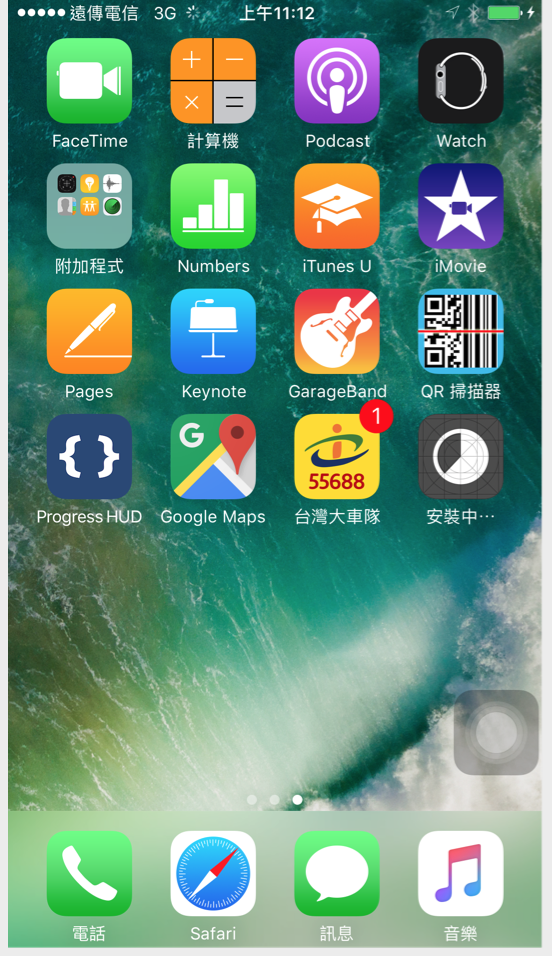 遠傳電信 3G 上午11:12
FaceTime 計算機 Podcast Watch
附加程式 Numbers iTunes U iMovie
Pages Keynote GarageBand QR 掃描器
{ } G 1
55688
Progress HUD Google Maps 台灣大車隊 安裝中⋯
電話 Safari 訊息 音樂